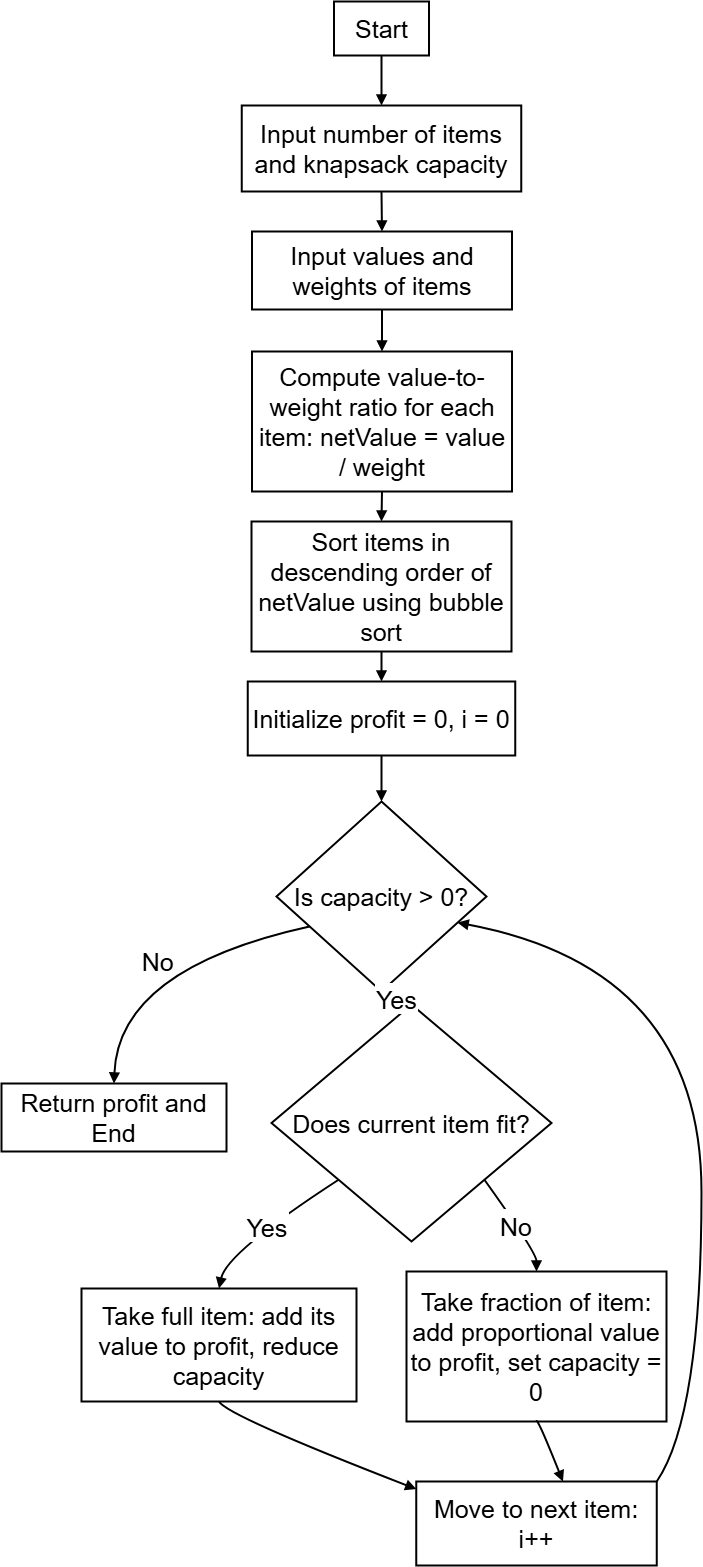 Start
Input number of items
and knapsack capacity
Input values and
weights of items
Compute value-to-
weight ratio for each
item: netValue = value
/ weight
Sort items in
descending order of
netValue using bubble
sort
Initialize profit = 0, i = 0
Is capacity > 0?
No
Yes
Return profit and
End
Does current item fit?
Yes
No
Take full item: add its
value to profit, reduce
capacity
Take fraction of item:
add proportional value
to profit, set capacity =
0
Move to next item:
i++